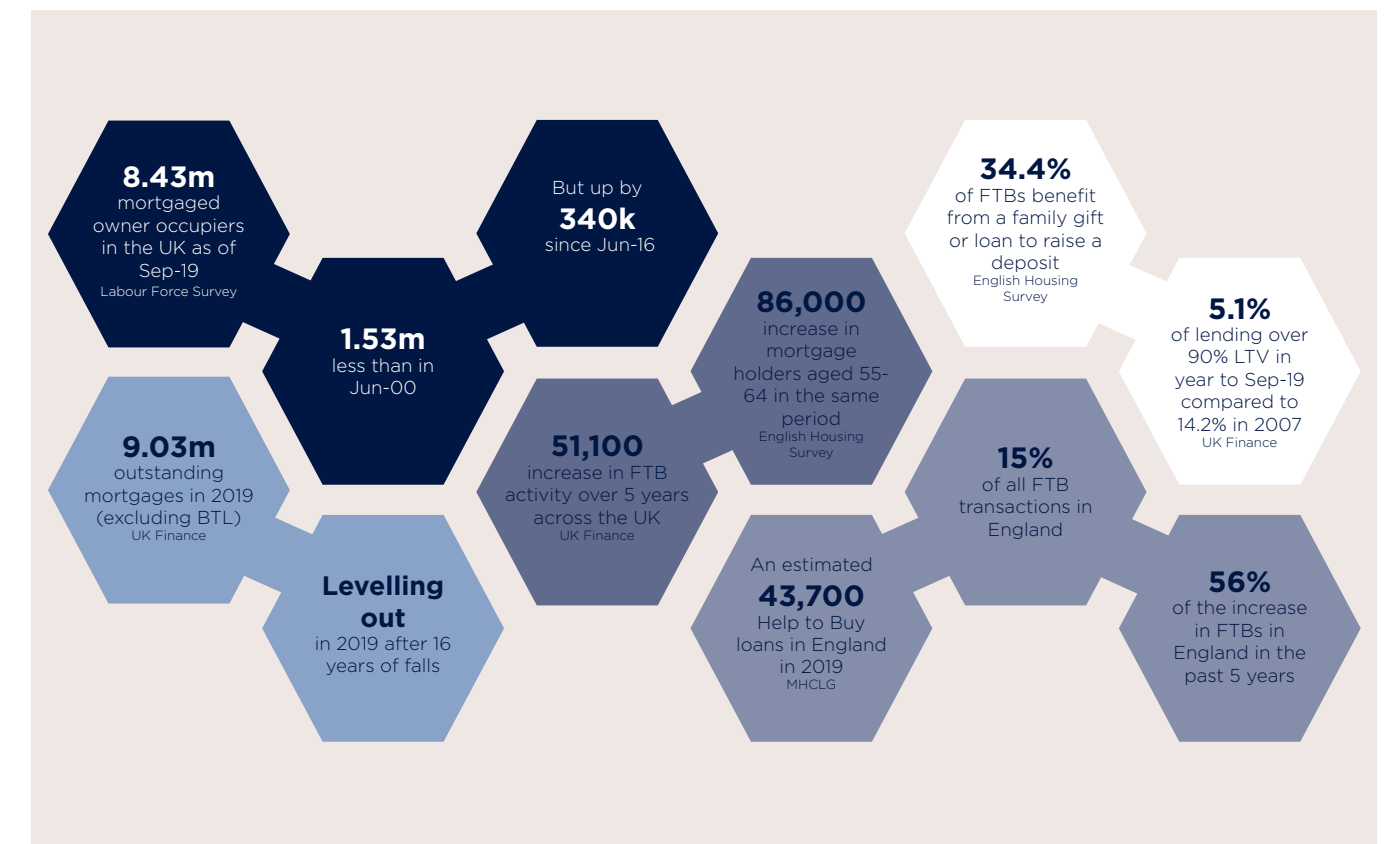 8.43m
mortgaged
owner occupiers
in the UK as of
Sep-19
Labour Force Survey
1.53m
less than in
Jun-00
But up by
340k
since Jun-16
9.03m
outstanding
mortgages in 2019
(excluding BTL)
UK Finance
Levelling
out
in 2019 after 16
years of falls
51,100
increase in FTB
activity over 5 years
across the UK
UK Finance
86,000
increase in
mortgage
holders aged 55-
64 in the same
period
English Housing
Survey
34.4%
of FTBs benefit
from a family gift
or loan to raise a
deposit
English Housing
Survey
5.1%
of lending over
90% LTV in
year to Sep-19
compared to
14.2% in 2007
UK Finance
An estimated
43,700
Help to Buy
loans in England
in 2019
MHCLG
15%
of all FTB
transactions in
England
56%
of the increase
in FTBs in
England in the
past 5 years